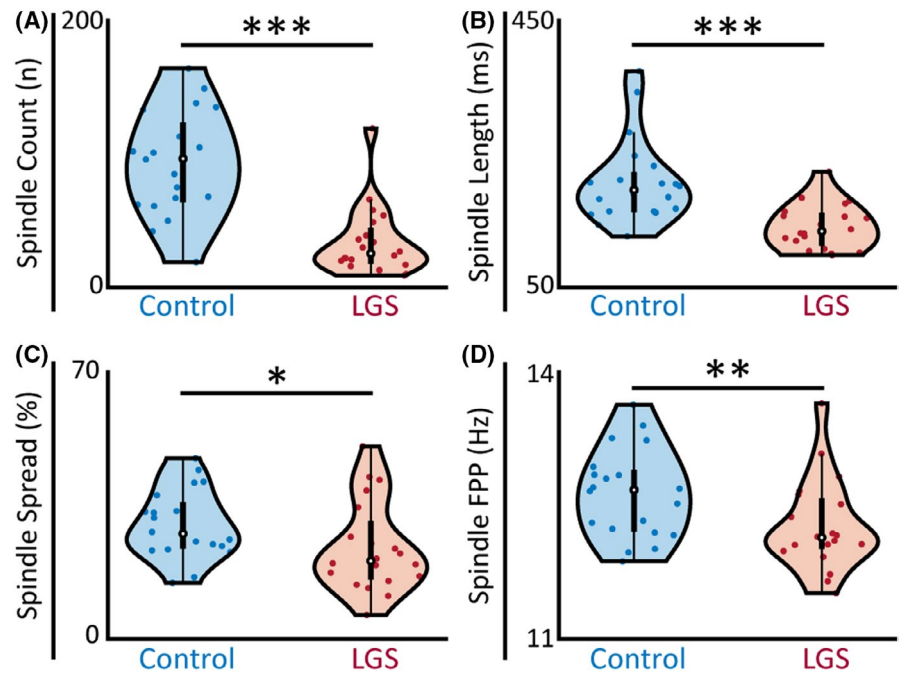 (A)
200
***
Spindle Count (n)
0
Control
LGS
(B)
450
***
Spindle Length (ms)
50
Control
LGS
(C)
70
*
Spindle Spread (%)
0
Control
LGS
(D)
14
**
Spindle FPP (Hz)
11
Control
LGS